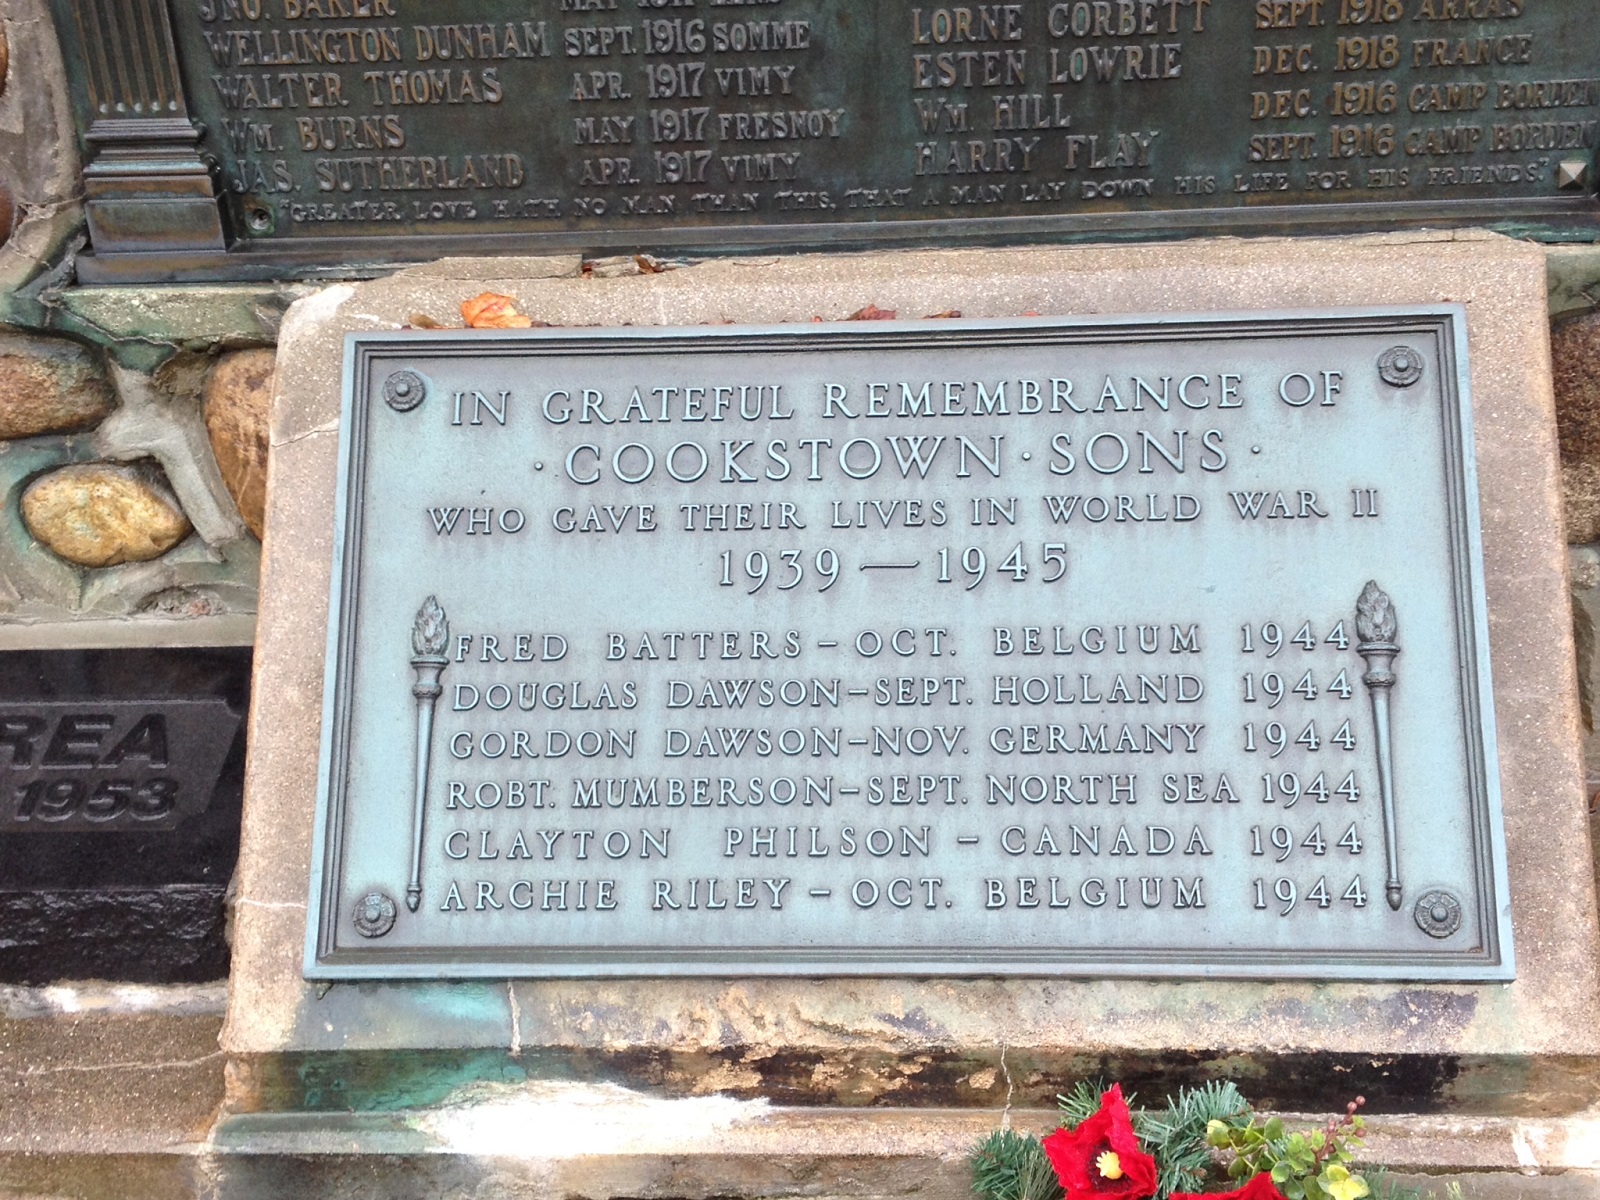 JNO. BAKER MAY 1917
WELLINGTON DUNHAM SEPT. 1916 SOMME
WALTER THOMAS APR. 1917 VIMY
WM. BURNS MAY 1917 FRESNOY
JAS. SUTHERLAND APR. 1917 VIMY
LORNE CORBETT SEPT. 1918 ARRAS
ESTEN LOWRIE DEC. 1918 FRANCE
WM. HILL DEC. 1916 CAMP BORDEN
HARRY FLAY SEPT. 1916 CAMP BORDEN
"GREATER LOVE HATH NO MAN THAN THIS, THAT A MAN LAY DOWN HIS LIFE FOR HIS FRIENDS."
IN GRATEFUL REMEMBRANCE OF
· COOKSTOWN · SONS ·
WHO GAVE THEIR LIVES IN WORLD WAR II
1939 — 1945
FRED BATTERS – OCT. BELGIUM 1944
DOUGLAS DAWSON – SEPT. HOLLAND 1944
GORDON DAWSON – NOV. GERMANY 1944
ROBT. MUMBERSON – SEPT. NORTH SEA 1944
CLAYTON PHILSON – CANADA 1944
ARCHIE RILEY – OCT. BELGIUM 1944
REA
1953